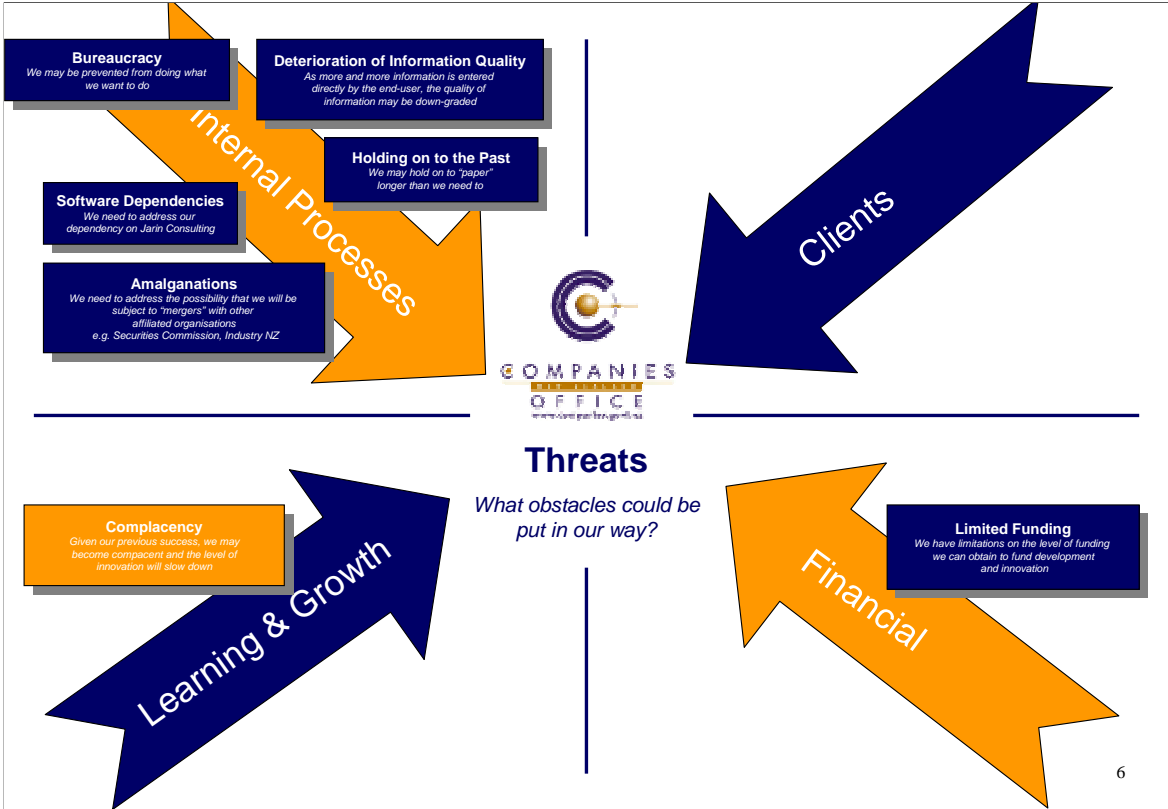 Bureaucracy
We may be prevented from doing what
we want to do
Deterioration of Information Quality
As more and more information is entered
directly by the end-user, the quality of
information may be down-graded
Holding on to the Past
We may hold on to “paper”
longer than we need to
Software Dependencies
We need to address our
dependency on Jarin Consulting
Amalganations
We need to address the possibility that we will be
subject to “mergers” with other
affiliated organisations
e.g. Securities Commission, Industry NZ
Internal Processes
Clients
COMPANIES
OFFICE
Threats
What obstacles could be
put in our way?
Complacency
Given our previous success, we may
become compacent and the level of
innovation will slow down
Learning & Growth
Limited Funding
We have limitations on the level of funding
we can obtain to fund development
and innovation
Financial
6